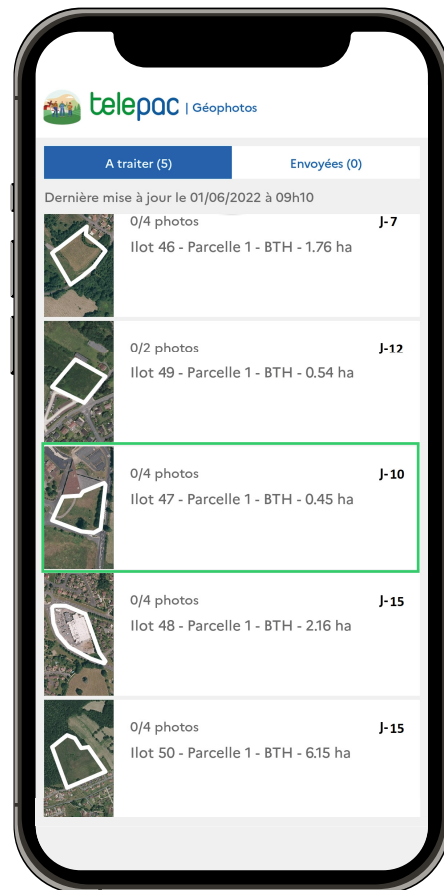 telepac | Géophotos
A traiter (5) Envoyées (0)
Dernière mise à jour le 01/06/2022 à 09h10
0/4 photos J-7
Ilot 46 - Parcelle 1 - BTH - 1.76 ha
0/2 photos J-12
Ilot 49 - Parcelle 1 - BTH - 0.54 ha
0/4 photos J-10
Ilot 47 - Parcelle 1 - BTH - 0.45 ha
0/4 photos J-15
Ilot 48 - Parcelle 1 - BTH - 2.16 ha
0/4 photos J-15
Ilot 50 - Parcelle 1 - BTH - 6.15 ha